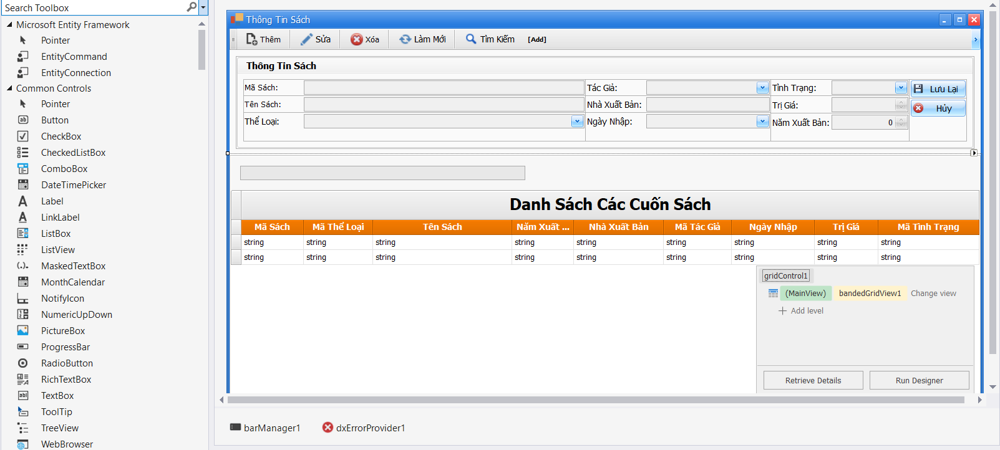 Search Toolbox
Microsoft Entity Framework
Pointer
EntityCommand
EntityConnection
Common Controls
Pointer
Button
CheckBox
CheckedListBox
ComboBox
DateTimePicker
Label
LinkLabel
ListBox
ListView
MaskedTextBox
MonthCalendar
NotifyIcon
NumericUpDown
PictureBox
ProgressBar
RadioButton
RichTextBox
TextBox
ToolTip
TreeView
WebBrowser
Thông Tin Sách
Thêm Sửa Xóa Làm Mới Tìm Kiếm [Add]
Thông Tin Sách
Mã Sách: Tác Giả: Tình Trạng: Lưu Lại
Tên Sách: Nhà Xuất Bản: Trị Giá: Hủy
Thể Loại: Ngày Nhập: Năm Xuất Bản: 0
Danh Sách Các Cuốn Sách
Mã Sách Mã Thể Loại Tên Sách Năm Xuất ... Nhà Xuất Bản Mã Tác Giả Ngày Nhập Trị Giá Mã Tình Trạng
string string string string string string string string string
string string string string string string string string string
gridControl1
(MainView) bandedGridView1 Change view
Add level
Retrieve Details Run Designer
barManager1 dxErrorProvider1